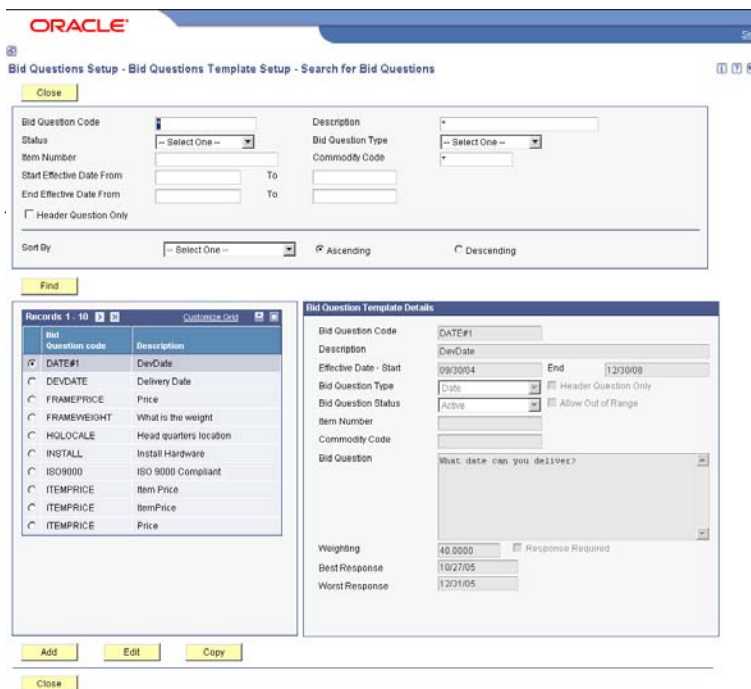 ORACLE
Bid Questions Setup - Bid Questions Template Setup - Search for Bid Questions
Close
Bid Question Code * Description *
Status -- Select One -- Bid Question Type -- Select One --
Item Number Commodity Code *
Start Effective Date From To
End Effective Date From To
Header Question Only
Sort By -- Select One -- Ascending Descending
Find
Records 1 - 10 Customize Grid
Bid Question code Description
DATE#1 DevDate
DEVDATE Delivery Date
FRAMEPRICE Price
FRAMEWEIGHT What is the weight
HQLOCALE Head quarters location
INSTALL Install Hardware
ISO9000 ISO 9000 Compliant
ITEMPRICE Item Price
ITEMPRICE ItemPrice
ITEMPRICE Price
Bid Question Template Details
Bid Question Code DATE#1
Description DevDate
Effective Date - Start 09/30/04 End 12/30/08
Bid Question Type Date Header Question Only
Bid Question Status Active Allow Out of Range
Item Number
Commodity Code
Bid Question What date can you deliver?
Weighting 40.0000 Response Required
Best Response 10/27/05
Worst Response 12/31/05
Add Edit Copy
Close